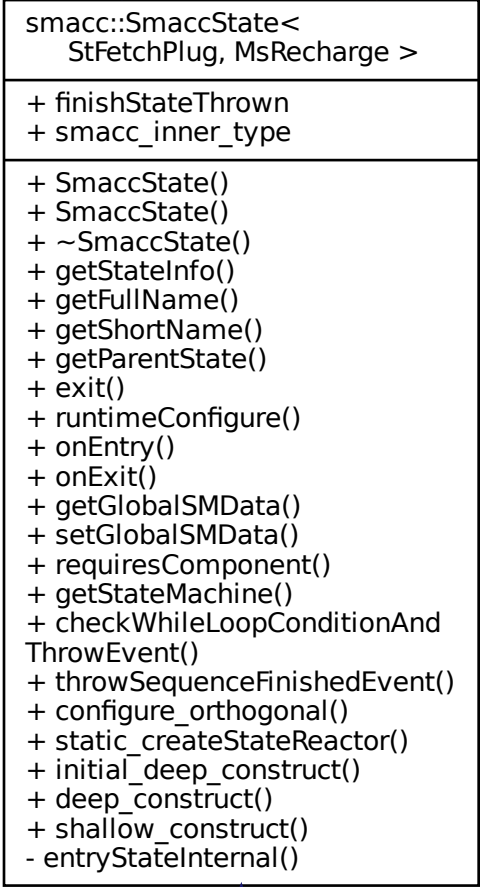 smacc::SmaccState<
StFetchPlug, MsRecharge >
+ finishStateThrown
+ smacc_inner_type
+ SmaccState()
+ SmaccState()
+ ~SmaccState()
+ getStateInfo()
+ getFullName()
+ getShortName()
+ getParentState()
+ exit()
+ runtimeConfigure()
+ onEntry()
+ onExit()
+ getGlobalSMData()
+ setGlobalSMData()
+ requiresComponent()
+ getStateMachine()
+ checkWhileLoopConditionAnd
ThrowEvent()
+ throwSequenceFinishedEvent()
+ configure_orthogonal()
+ static_createStateReactor()
+ initial_deep_construct()
+ deep_construct()
+ shallow_construct()
- entryStateInternal()